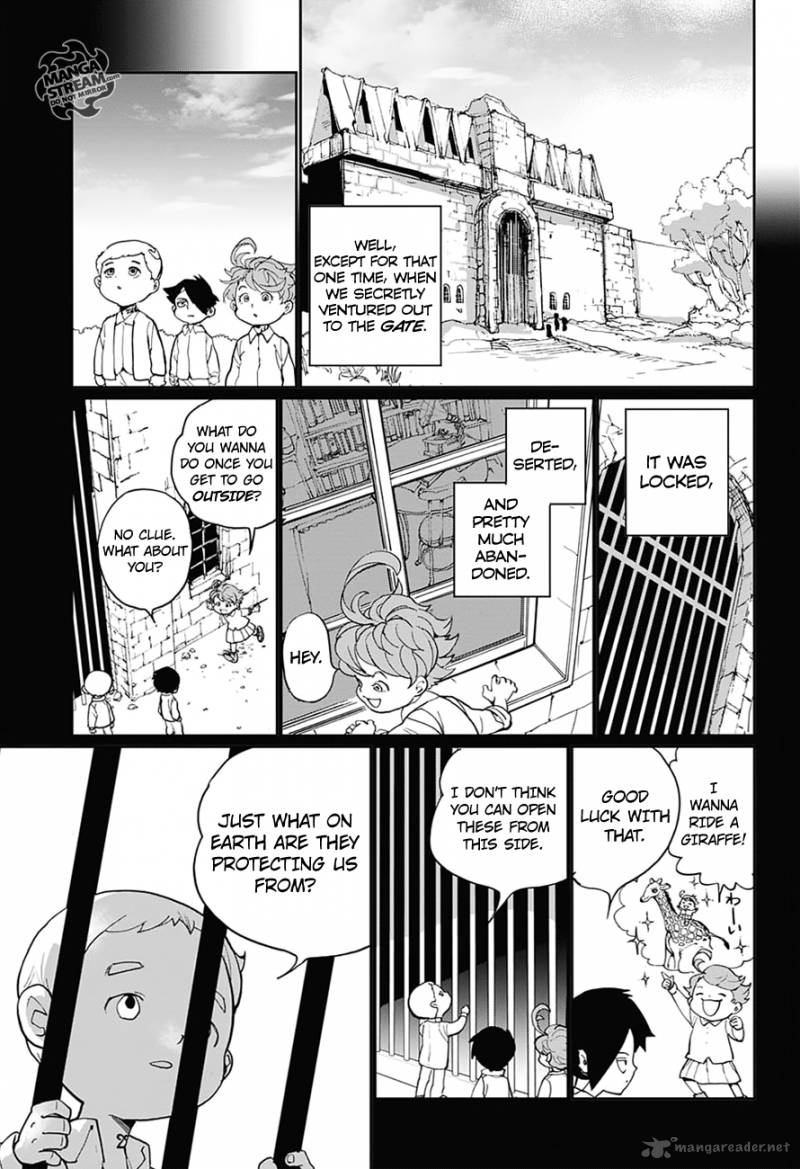 MANGA
STREAM.com
DO NOT MIRROR
WELL,
EXCEPT FOR THAT
ONE TIME, WHEN
WE SECRETLY
VENTURED OUT
TO THE GATE.
IT WAS
LOCKED,
DE-
SERTED,
AND
PRETTY
MUCH
ABAN-
DONED.
HEY.
WHAT DO
YOU WANNA
DO ONCE YOU
GET TO GO
OUTSIDE?
NO CLUE.
WHAT ABOUT
YOU?
I
WANNA
RIDE A
GIRAFFE!
わーい
GOOD
LUCK WITH
THAT.
I DON'T THINK
YOU CAN OPEN
THESE FROM
THIS SIDE.
JUST WHAT ON
EARTH ARE THEY
PROTECTING US
FROM?
mangareader.net